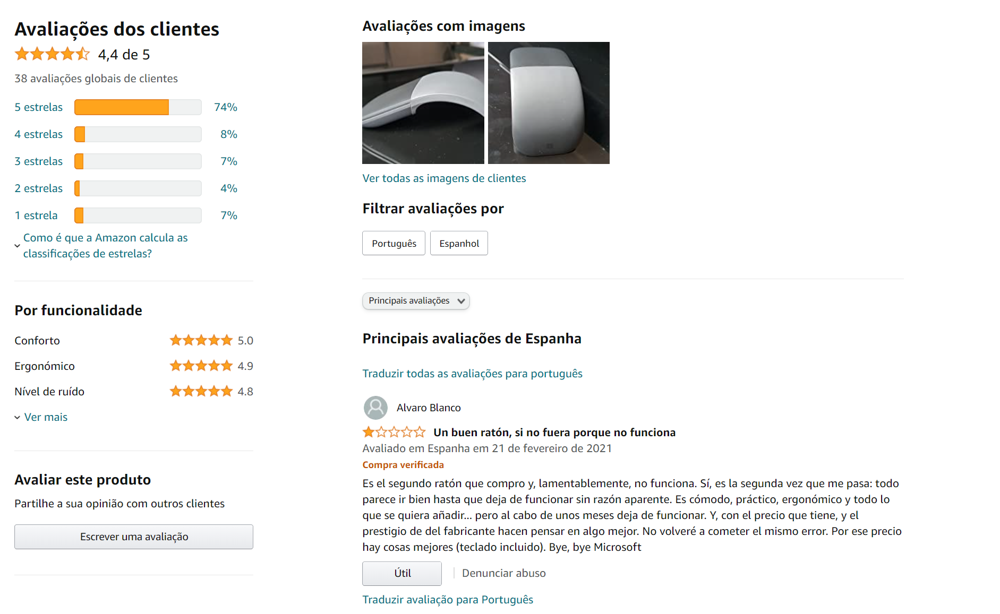 Avaliações dos clientes
4,4 de 5
38 avaliações globais de clientes
5 estrelas 74%
4 estrelas 8%
3 estrelas 7%
2 estrelas 4%
1 estrela 7%
Como é que a Amazon calcula as
classificações de estrelas?
Por funcionalidade
Conforto 5.0
Ergonómico 4.9
Nível de ruído 4.8
Ver mais
Avaliar este produto
Partilhe a sua opinião com outros clientes
Escrever uma avaliação
Avaliações com imagens
Ver todas as imagens de clientes
Filtrar avaliações por
Português Espanhol
Principais avaliações
Principais avaliações de Espanha
Traduzir todas as avaliações para português
Alvaro Blanco
Un buen ratón, si no fuera porque no funciona
Avaliado em Espanha em 21 de fevereiro de 2021
Compra verificada
Es el segundo ratón que compro y, lamentablemente, no funciona. Sí, es la segunda vez que me pasa: todo
parece ir bien hasta que deja de funcionar sin razón aparente. Es cómodo, práctico, ergonómico y todo lo
que se quiera añadir... pero al cabo de unos meses deja de funcionar. Y, con el precio que tiene, y el
prestigio de del fabricante hacen pensar en algo mejor. No volveré a cometer el mismo error. Por ese precio
hay cosas mejores (teclado incluido). Bye, bye Microsoft
Útil Denunciar abuso
Traduzir avaliação para Português